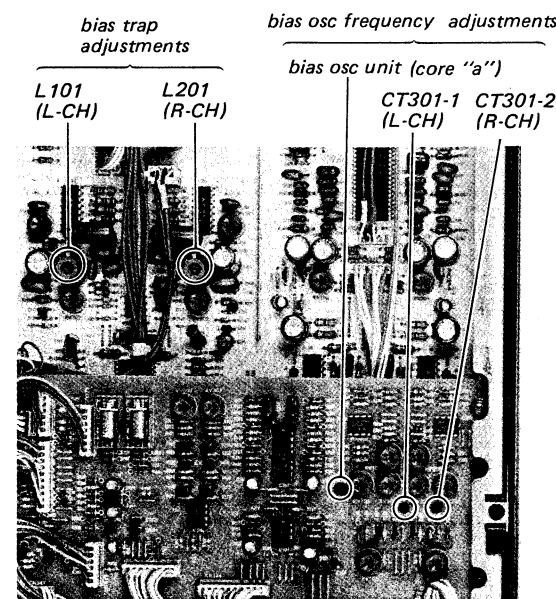 bias trap
adjustments
bias osc frequency adjustments
L101
(L-CH)
L201
(R-CH)
bias osc unit (core "a")
CT301-1
(L-CH)
CT301-2
(R-CH)